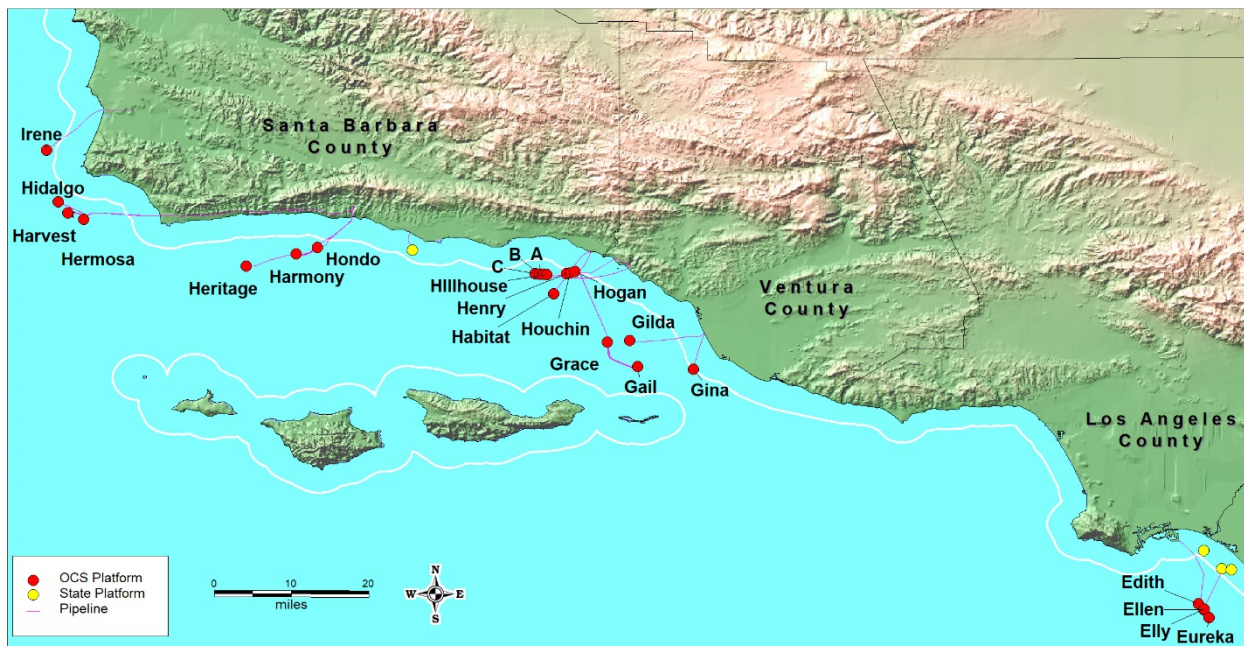 Santa Barbara
County
Irene
Hidalgo
Harvest
Hermosa
Heritage
Harmony
Hondo
B A
C
HIllhouse
Henry
Habitat
Houchin
Hogan
Gilda
Grace
Gail
Gina
Ventura
County
Los Angeles
County
Edith
Ellen
Elly
Eureka
OCS Platform
State Platform
Pipeline
0 10 20
miles
N
W E
S